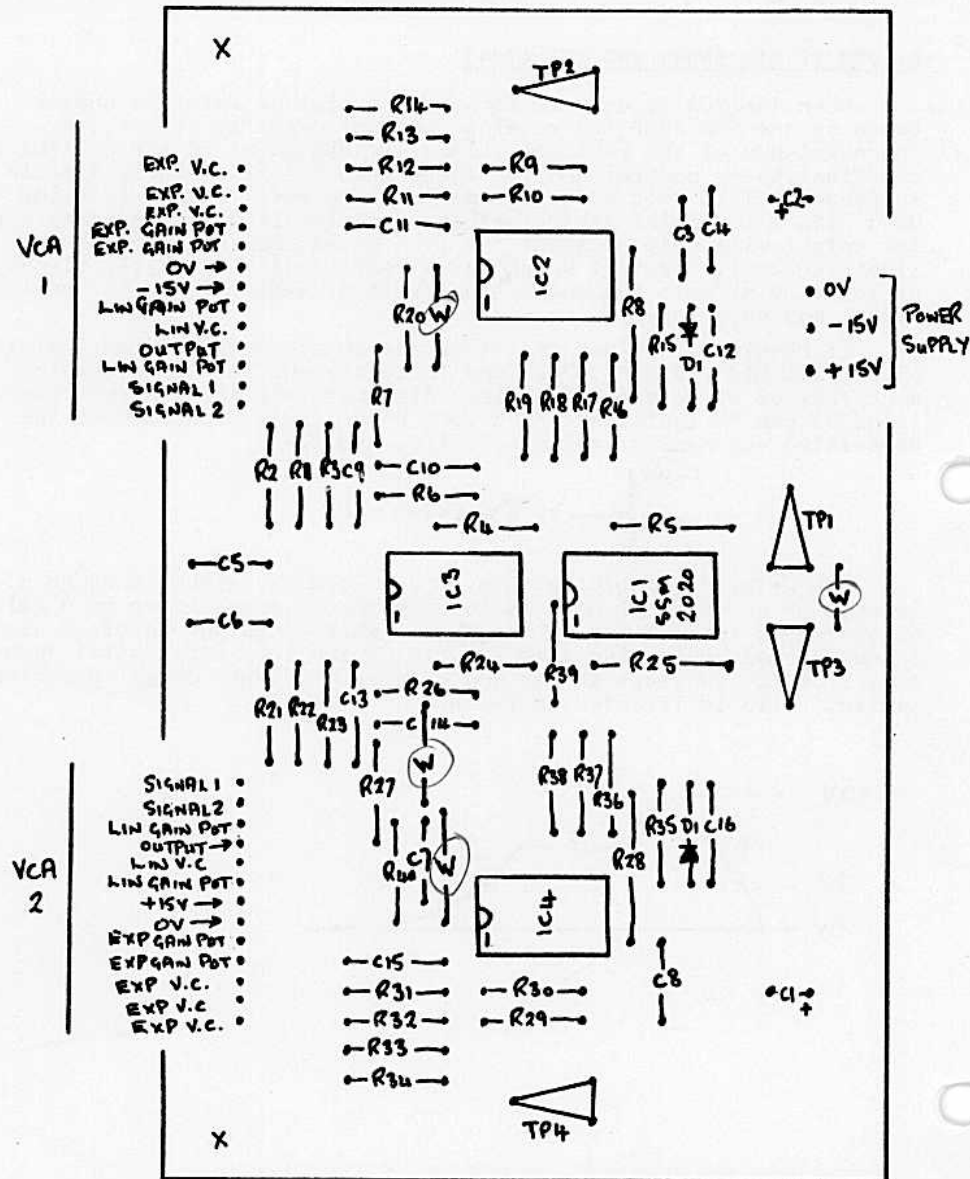 X
TP2
R14
R13
R12
R9
R11
R10
C11
VCA
1
EXP. V.C.
EXP. V.C.
EXP. V.C.
EXP. GAIN POT
EXP. GAIN POT
0V →
-15V →
LIN GAIN POT
LIN V.C.
OUTPUT
LIN GAIN POT
SIGNAL 1
SIGNAL 2
C3
C4
C2
+
IC2
1
R20
W
R8
R15
D1
C12
0V
-15V
+15V
POWER
SUPPLY
R7
R19
R18
R17
R16
R2
R1
R3
C9
C10
R6
R4
R5
TP1
C5
IC3
1
IC1
SSM
2020
1
W
C6
R24
R39
R25
TP3
R21
R22
R23
C13
R26
C14
W
R27
R38
R37
R36
VCA
2
SIGNAL 1
SIGNAL 2
LIN GAIN POT
OUTPUT →
LIN V.C
LIN GAIN POT
+15V →
0V →
EXP GAIN POT
EXP GAIN POT
EXP V.C.
EXP V.C
EXP V.C.
R40
C7
W
R28
R35
D1
C16
IC4
1
C15
R31
R30
C8
C1
+
R32
R29
R33
R34
TP4
X